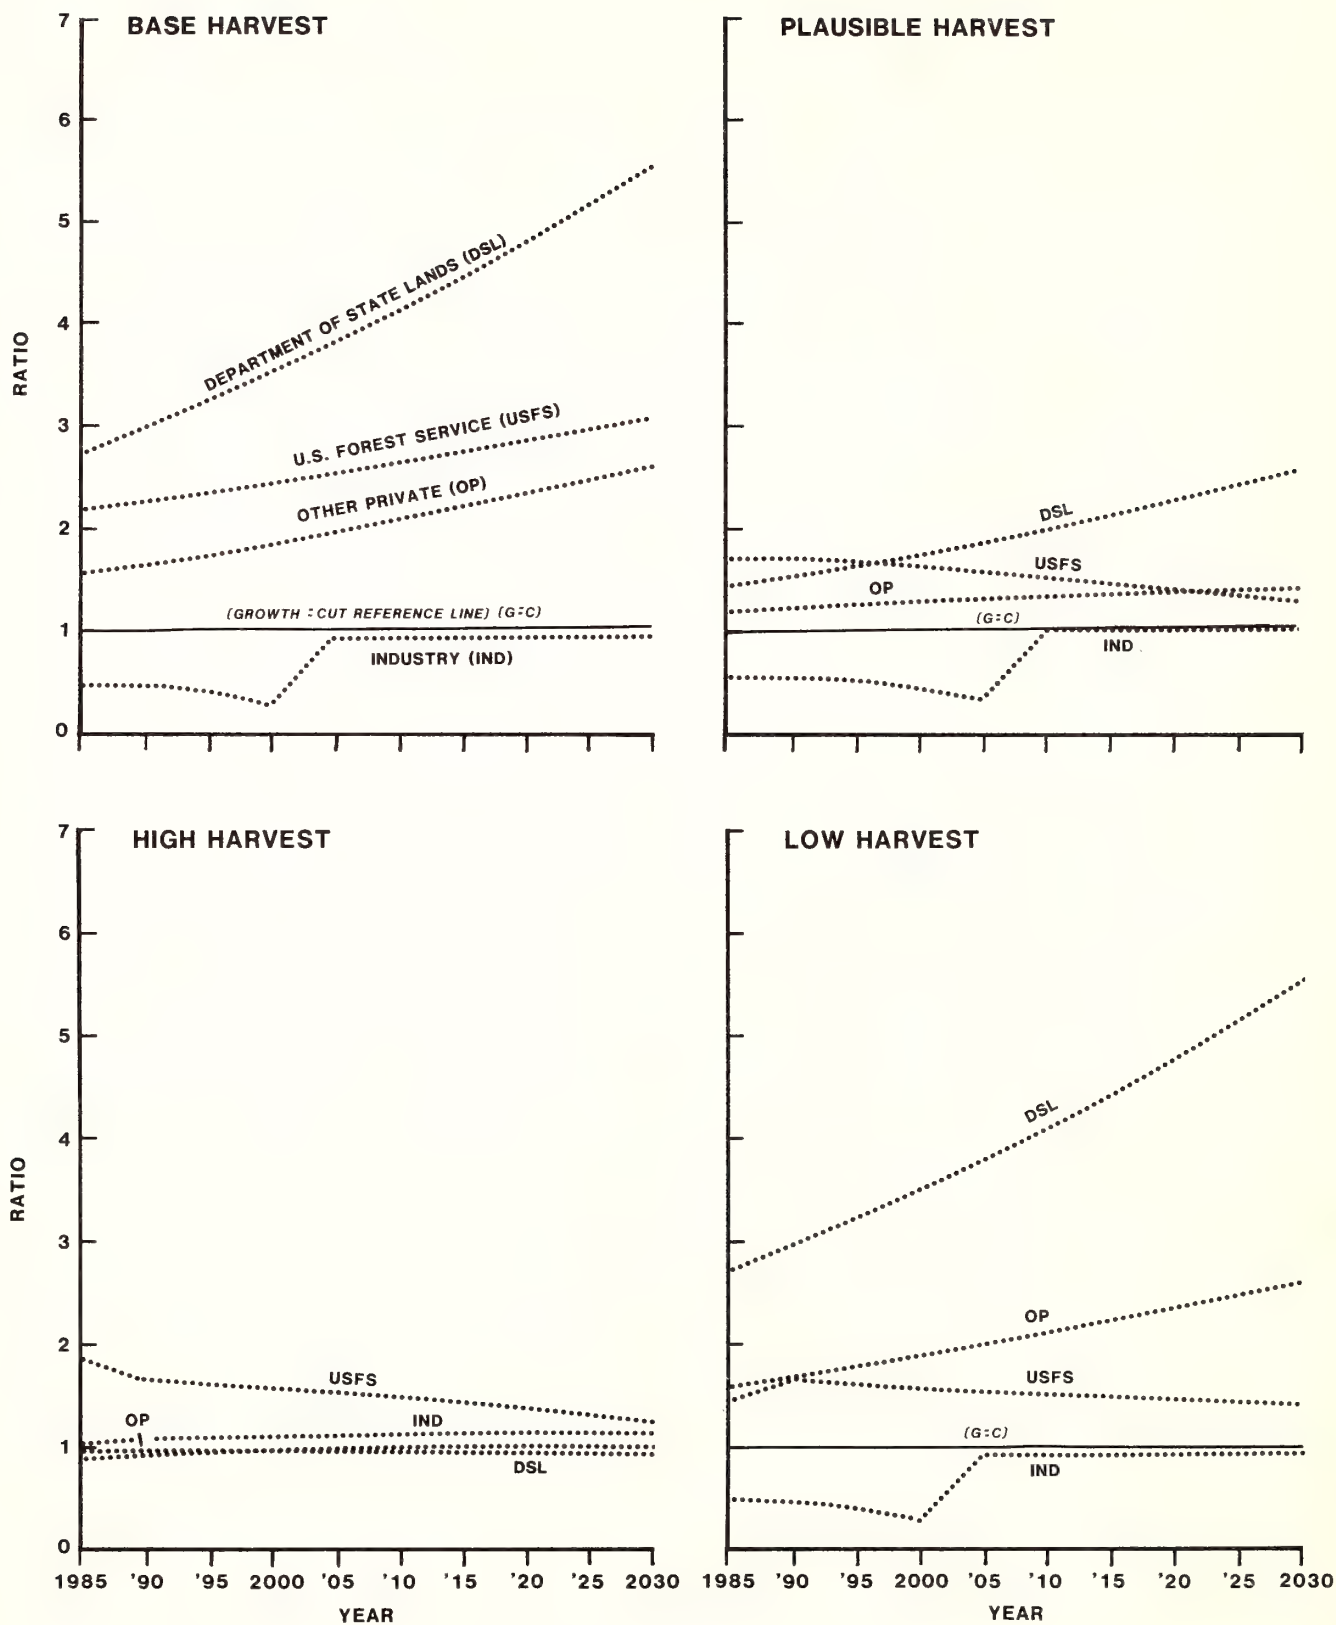 BASE HARVEST
7
6
5
4
3
2
1
0
RATIO
DEPARTMENT OF STATE LANDS (DSL)
U.S. FOREST SERVICE (USFS)
OTHER PRIVATE (OP)
(GROWTH = CUT REFERENCE LINE) (G=C)
INDUSTRY (IND)
PLAUSIBLE HARVEST
DSL
USFS
OP
(G=C)
IND
HIGH HARVEST
7
6
5
4
3
2
1
0
RATIO
USFS
OP
IND
DSL
1985 '90 '95 2000 '05 '10 '15 '20 '25 2030
YEAR
LOW HARVEST
DSL
OP
USFS
(G=C)
IND
1985 '90 '95 2000 '05 '10 '15 '20 '25 2030
YEAR